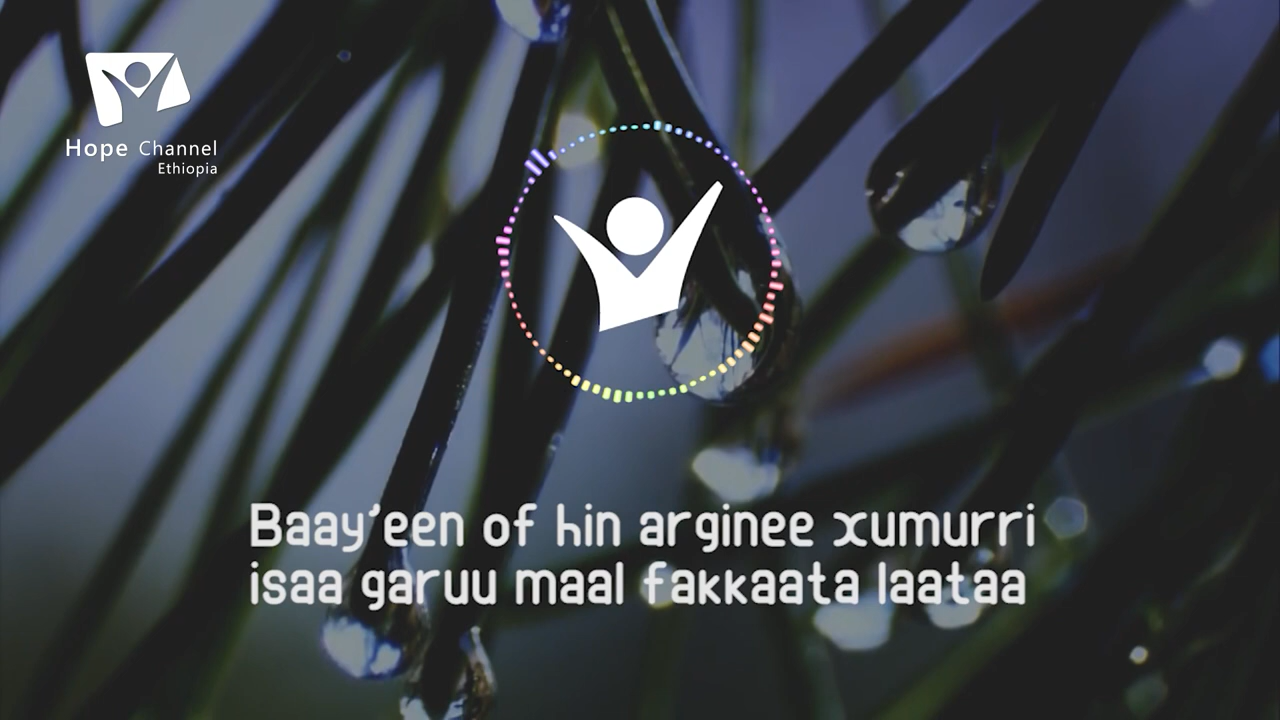 Hope Channel
Ethiopia
Baay'een of hin arginee xumurri
isaa garuu maal fakkaata laataa